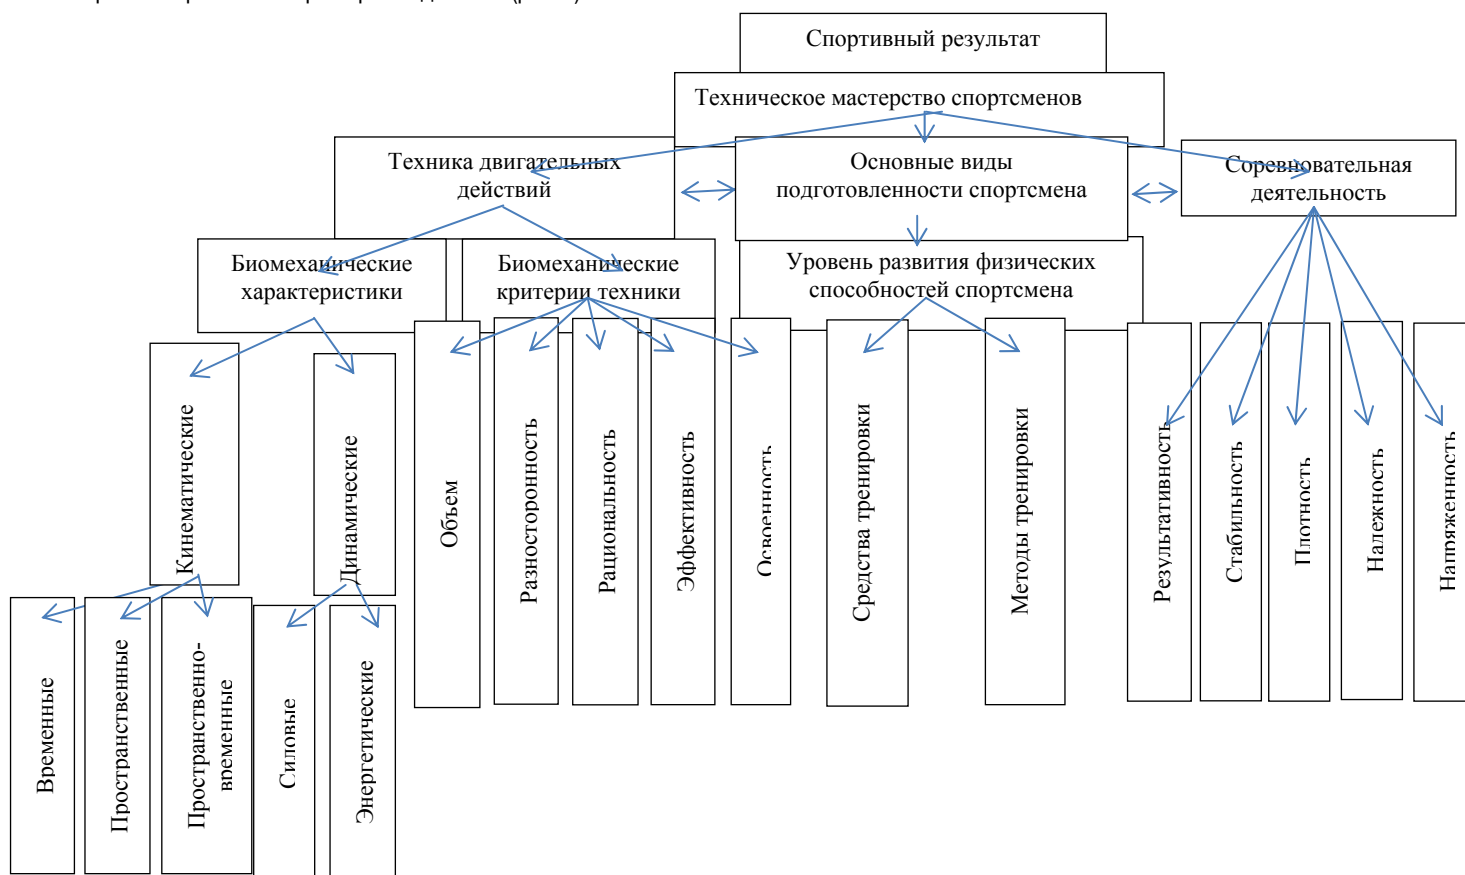 Спортивный результат
Техническое мастерство спортсменов
Техника двигательных
действий
Основные виды
подготовленности спортсмена
Соревновательная
деятельность
Биомеханические
характеристики
Биомеханические
критерии техники
Уровень развития физических
способностей спортсмена
Кинематические
Динамические
Объем
Разносторонность
Рациональность
Эффективность
Освоенность
Средства тренировки
Методы тренировки
Результативность
Стабильность
Плотность
Надежность
Напряженность
Временные
Пространственные
Пространственно-
временные
Силовые
Энергетические